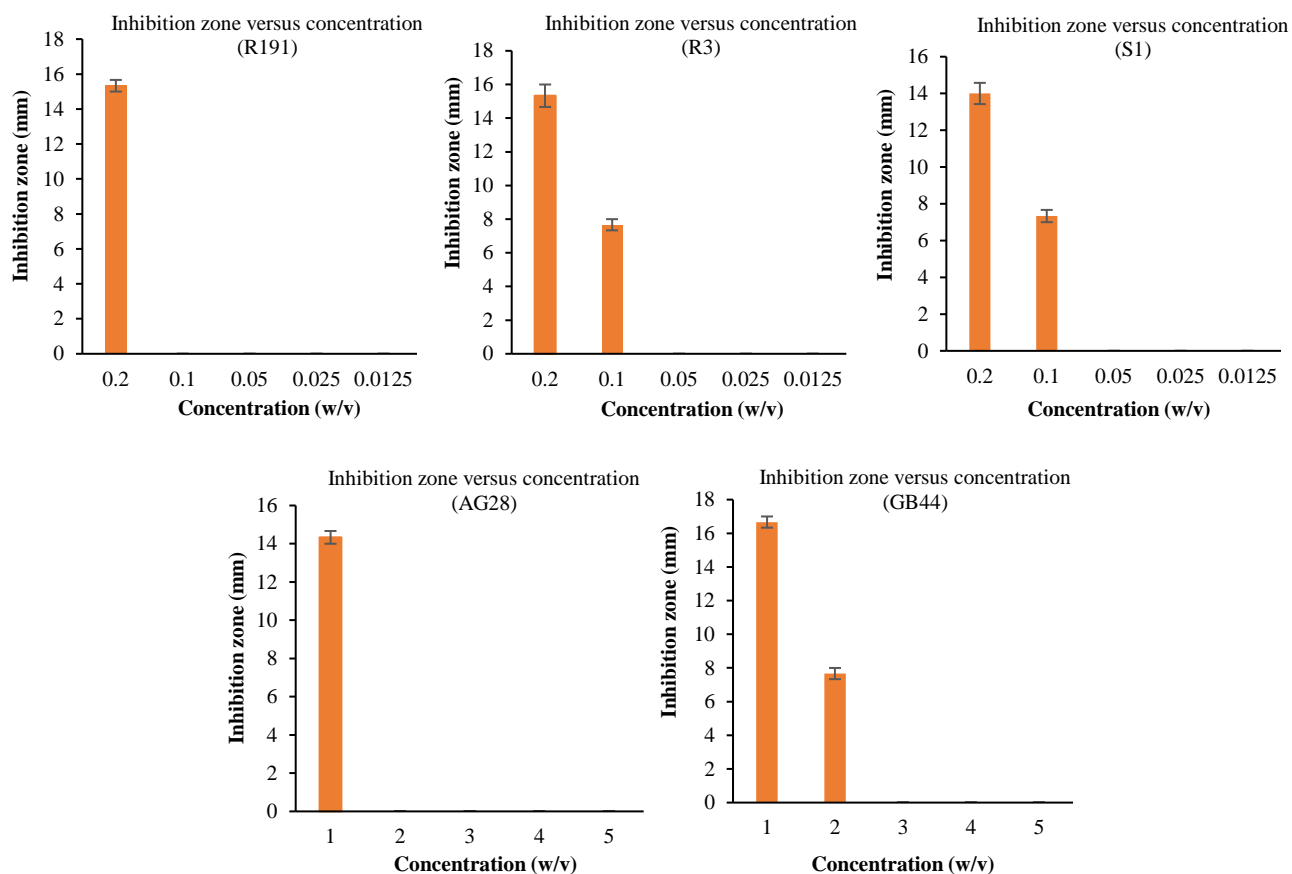 Inhibition zone versus concentration
(R191)
Inhibition zone (mm)
18
16
14
12
10
8
6
4
2
0
0.2 0.1 0.05 0.025 0.0125
Concentration (w/v)
Inhibition zone versus concentration
(R3)
Inhibition zone (mm)
18
16
14
12
10
8
6
4
2
0
0.2 0.1 0.05 0.025 0.0125
Concentration (w/v)
Inhibition zone versus concentration
(S1)
Inhibition zone (mm)
16
14
12
10
8
6
4
2
0
0.2 0.1 0.05 0.025 0.0125
Concentration (w/v)
Inhibition zone versus concentration
(AG28)
Inhibition zone (mm)
16
14
12
10
8
6
4
2
0
1 2 3 4 5
Concentration (w/v)
Inhibition zone versus concentration
(GB44)
Inhibition zone (mm)
18
16
14
12
10
8
6
4
2
0
1 2 3 4 5
Concentration (w/v)